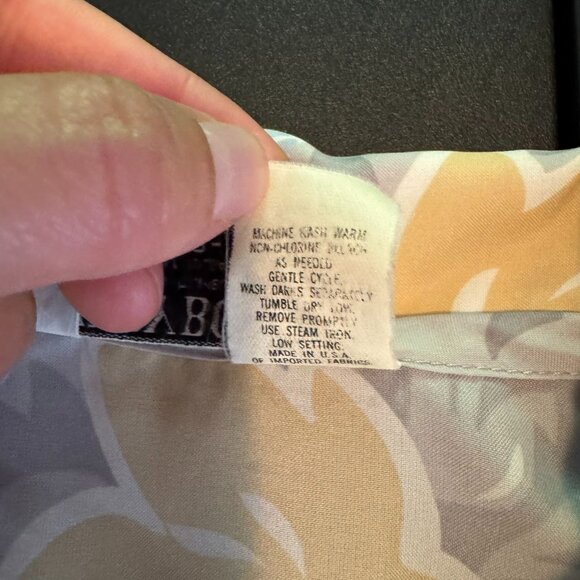 MACHINE WASH WARM
NON-CHLORINE BLEACH
AS NEEDED
GENTLE CYCLE.
WASH DARKS SEPARATELY
TUMBLE DRY LOW.
REMOVE PROMPTLY
USE STEAM IRON.
LOW SETTING.
MADE IN U.S.A.
OF IMPORTED FABRICS.